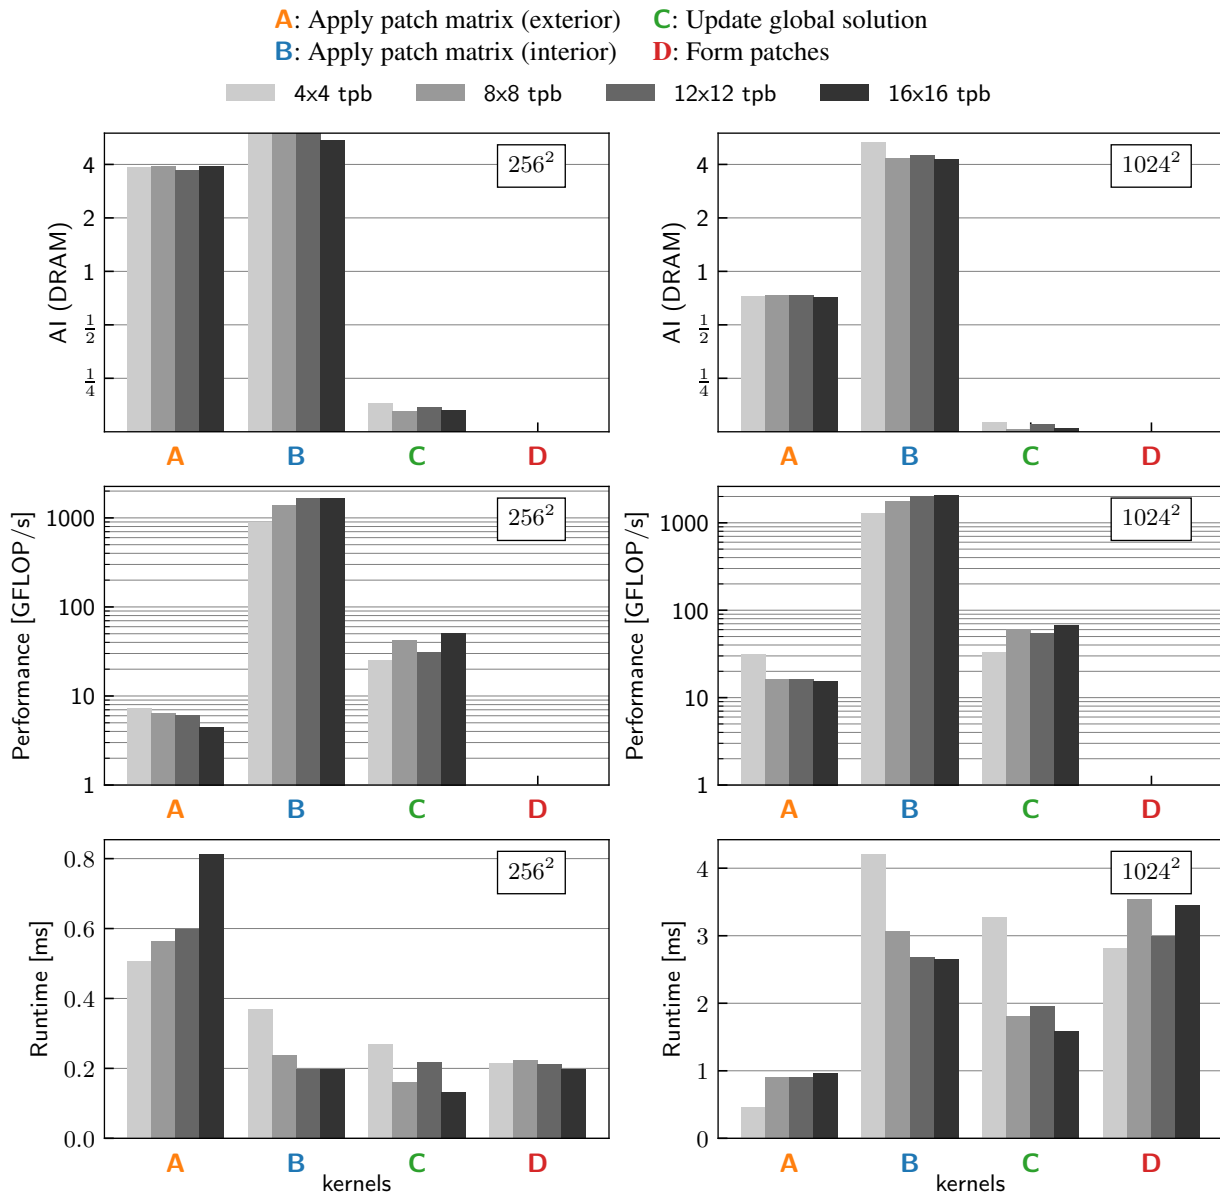 A: Apply patch matrix (exterior) C: Update global solution
B: Apply patch matrix (interior) D: Form patches
4x4 tpb 8x8 tpb 12x12 tpb 16x16 tpb
AI (DRAM)
4
2
1
1/2
1/4
256²
A B C D
AI (DRAM)
4
2
1
1/2
1/4
1024²
A B C D
Performance [GFLOP/s]
1000
100
10
1
256²
A B C D
Performance [GFLOP/s]
1000
100
10
1
1024²
A B C D
Runtime [ms]
0.8
0.6
0.4
0.2
0.0
256²
A B C D
kernels
Runtime [ms]
4
3
2
1
0
1024²
A B C D
kernels